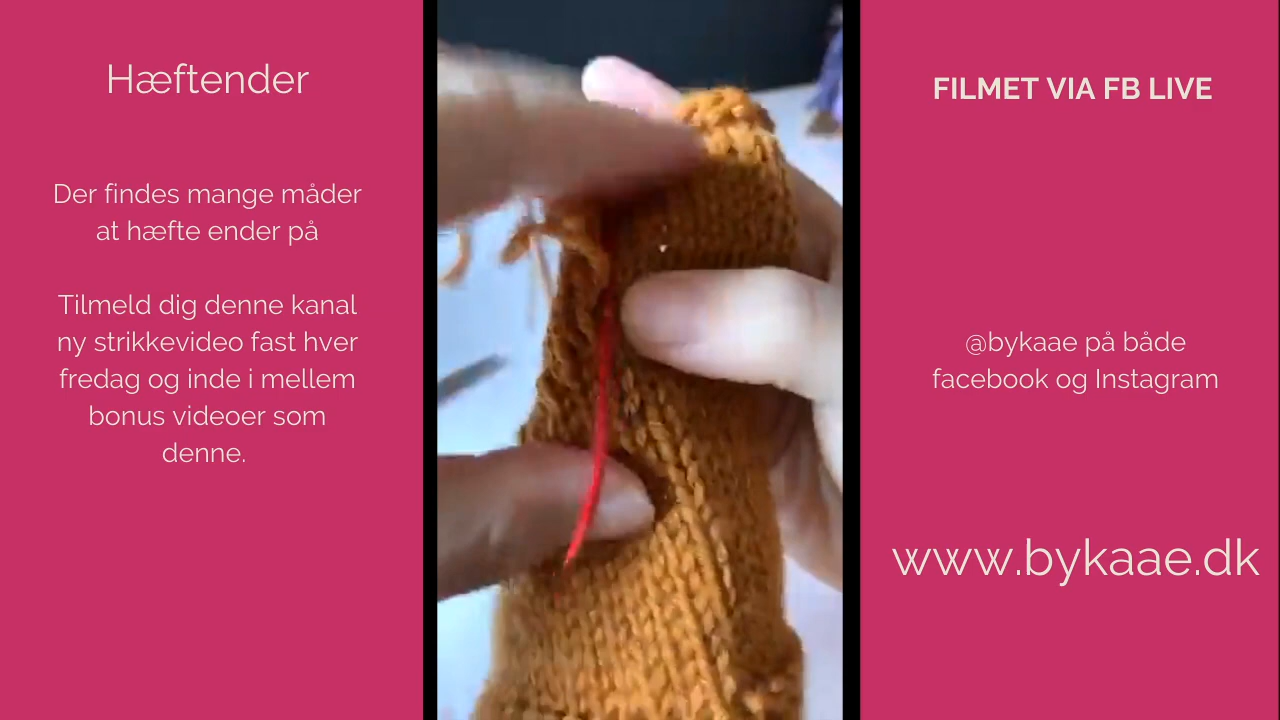 Hæftender
Der findes mange måder
at hæfte ender på
Tilmeld dig denne kanal
ny strikkevideo fast hver
fredag og inde i mellem
bonus videoer som
denne.
FILMET VIA FB LIVE
@bykaae på både
facebook og Instagram
www.bykaae.dk